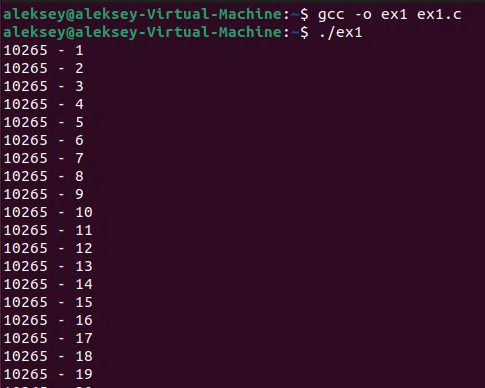 aleksey@aleksey-Virtual-Machine:~$ gcc -o ex1 ex1.c
aleksey@aleksey-Virtual-Machine:~$ ./ex1
10265 - 1
10265 - 2
10265 - 3
10265 - 4
10265 - 5
10265 - 6
10265 - 7
10265 - 8
10265 - 9
10265 - 10
10265 - 11
10265 - 12
10265 - 13
10265 - 14
10265 - 15
10265 - 16
10265 - 17
10265 - 18
10265 - 19